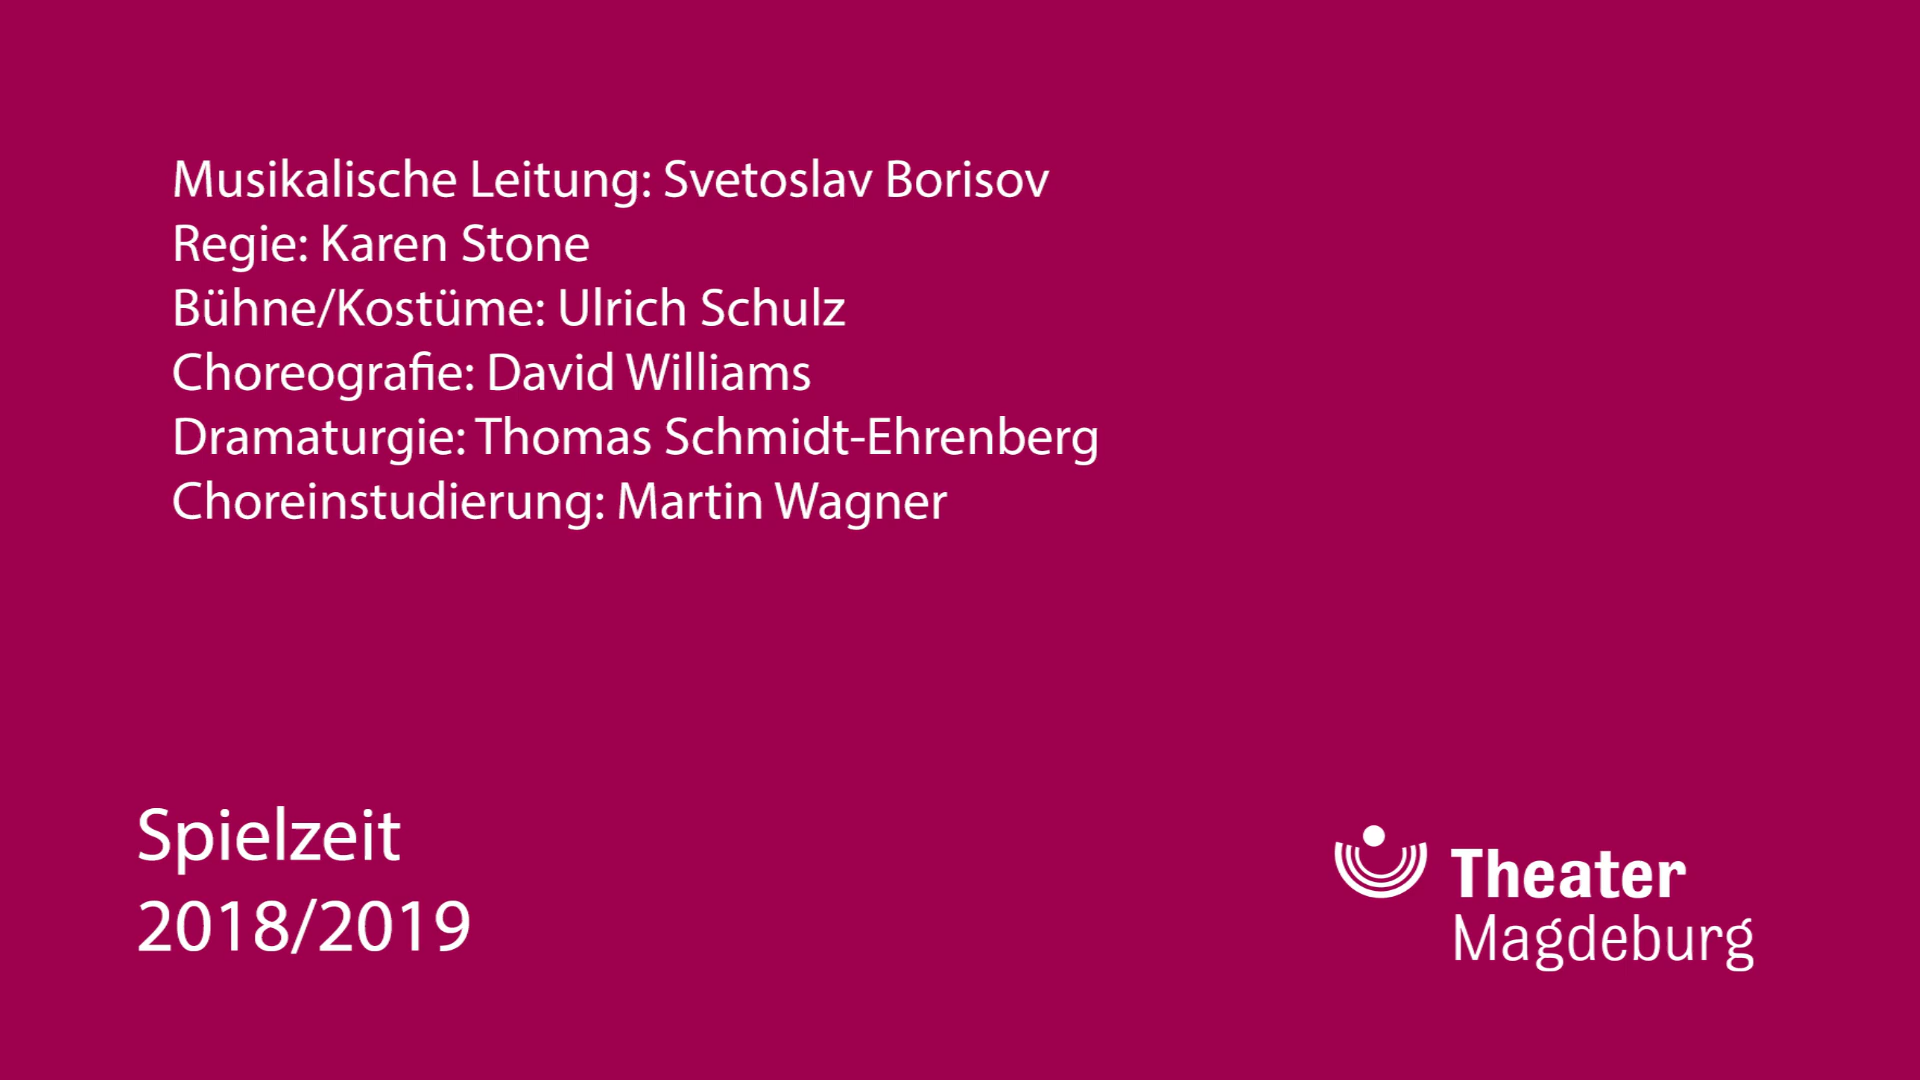 Musikalische Leitung: Svetoslav Borisov
Regie: Karen Stone
Bühne/Kostüme: Ulrich Schulz
Choreografie: David Williams
Dramaturgie: Thomas Schmidt-Ehrenberg
Choreinstudierung: Martin Wagner
Spielzeit
2018/2019
Theater
Magdeburg